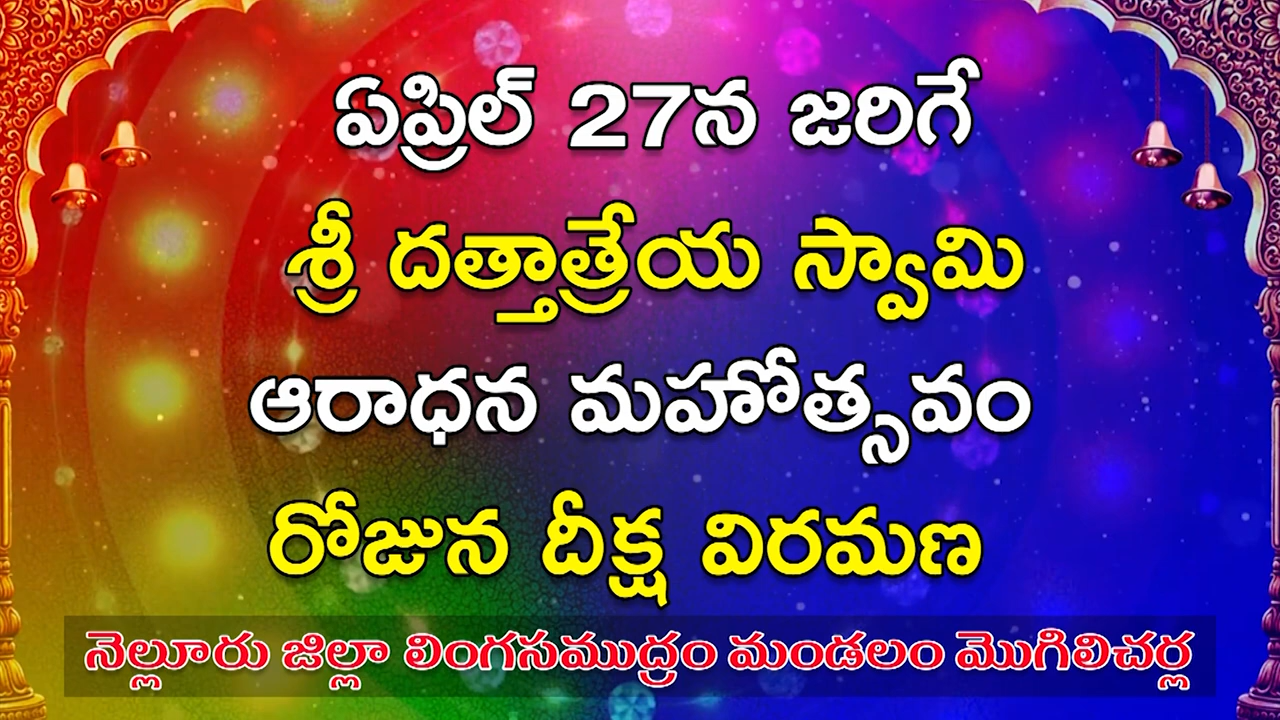 ఏప్రిల్ 27న జరిగే
శ్రీ దత్తాత్రేయ స్వామి
ఆరాధన మహోత్సవం
రోజున దీక్ష విరమణ
నెల్లూరు జిల్లా లింగసముద్రం మండలం మొగిలిచర్ల